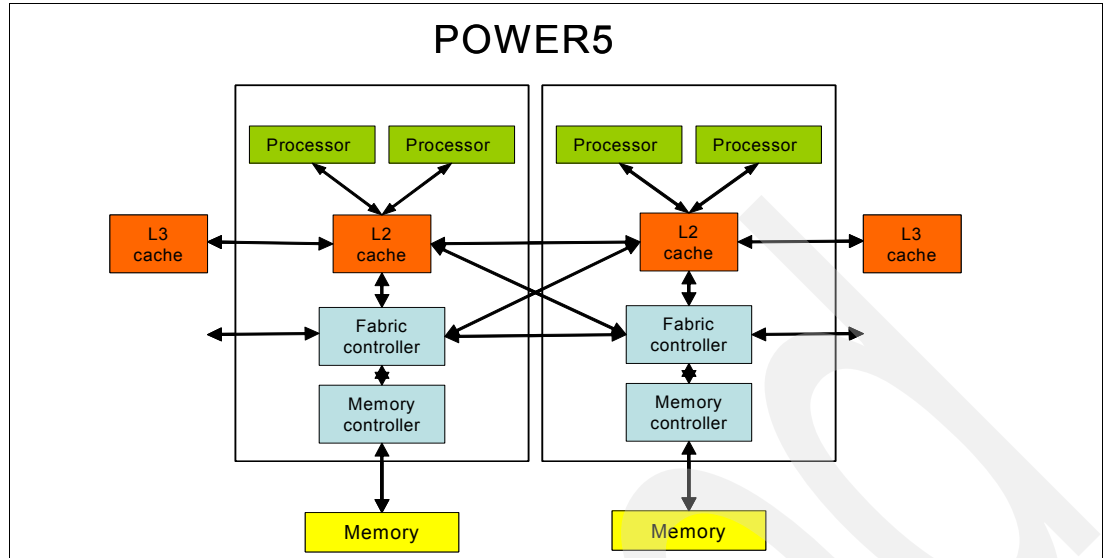 POWER5
Processor
Processor
Processor
Processor
L3
cache
L2
cache
L2
cache
L3
cache
Fabric
controller
Fabric
controller
Memory
controller
Memory
controller
Memory
Memory